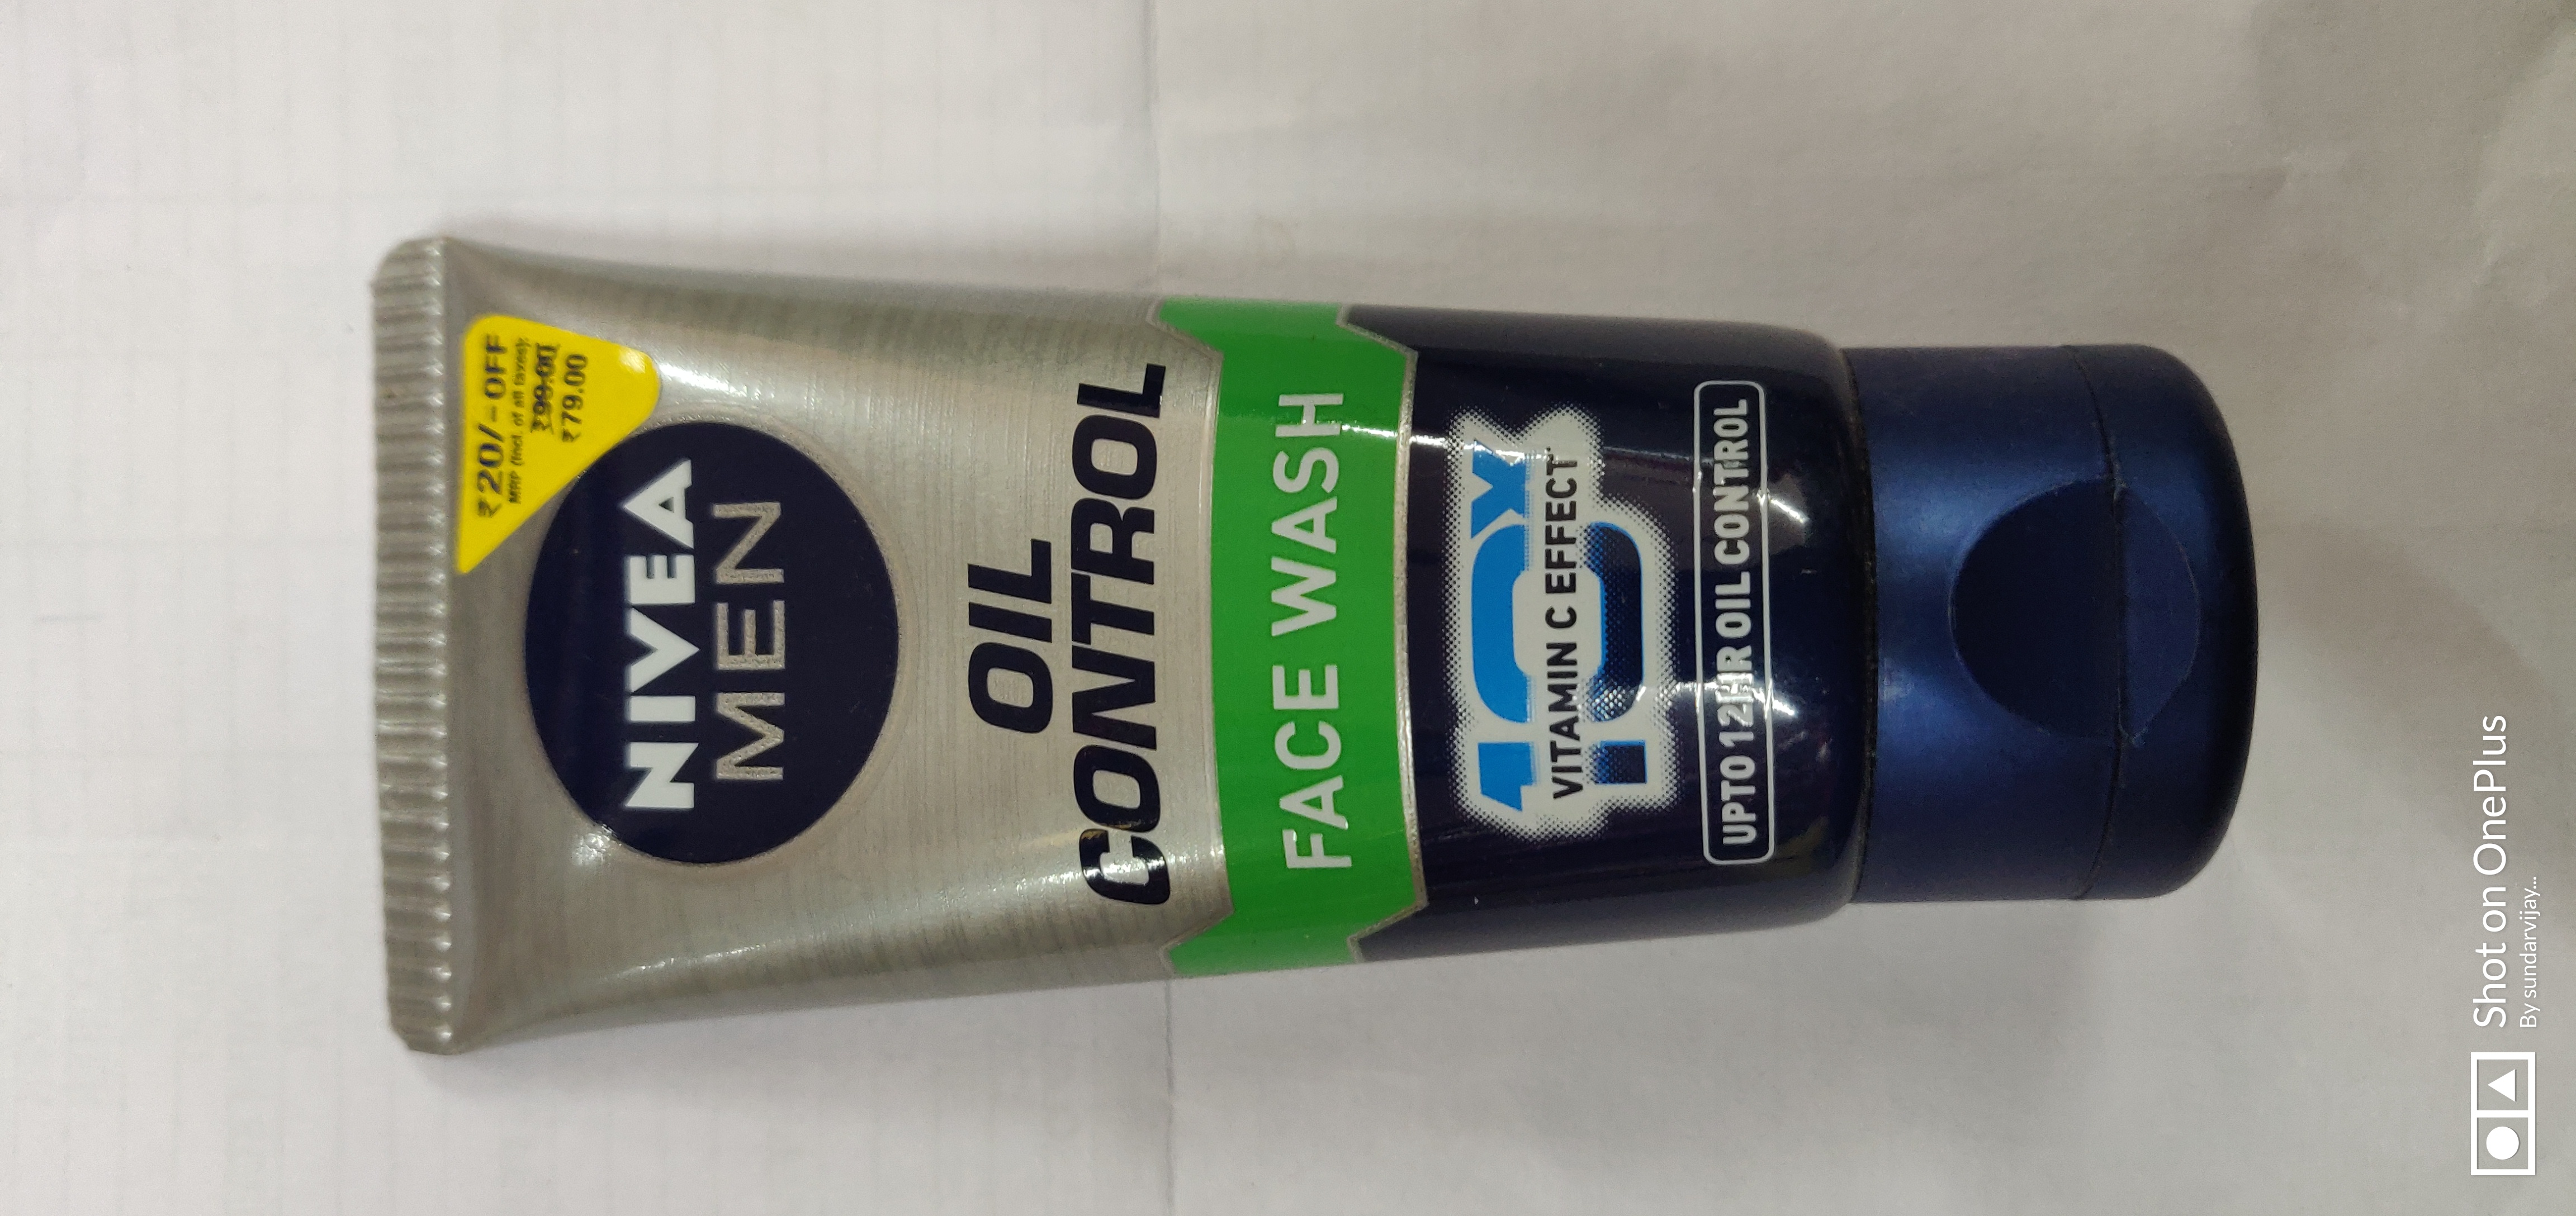 ₹20/- OFF
MRP (Incl. of all taxes):
₹99.00
₹79.00
NIVEA
MEN
OIL
CONTROL
FACE WASH
10X
VITAMIN C EFFECT*
UPTO 12HR OIL CONTROL
Shot on OnePlus
By sundarvijay...